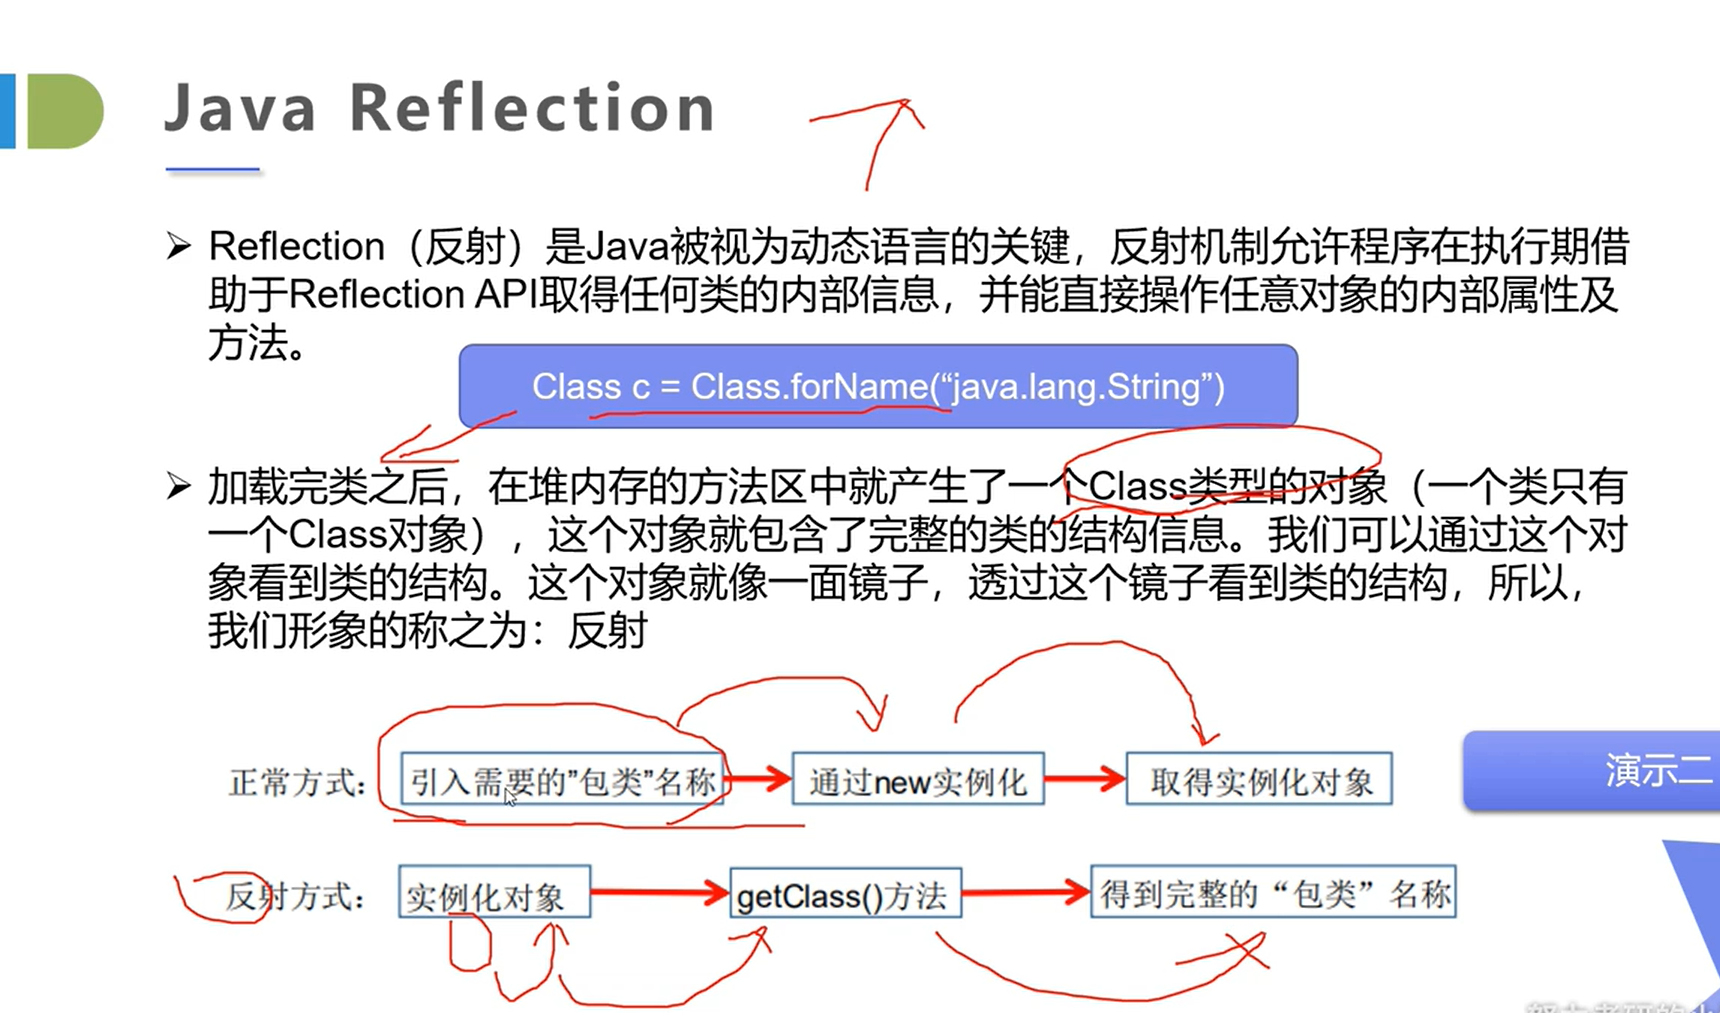 Java Reflection
➢ Reflection（反射）是Java被视为动态语言的关键，反射机制允许程序在执行期借
助于Reflection API取得任何类的内部信息，并能直接操作任意对象的内部属性及
方法。
Class c = Class.forName(“java.lang.String”)
➢ 加载完类之后，在堆内存的方法区中就产生了一个Class类型的对象（一个类只有
一个Class对象），这个对象就包含了完整的类的结构信息。我们可以通过这个对
象看到类的结构。这个对象就像一面镜子，透过这个镜子看到类的结构，所以，
我们形象的称之为：反射
正常方式： 引入需要的”包类”名称 通过new实例化 取得实例化对象
演示二
反射方式： 实例化对象 getClass()方法 得到完整的“包类”名称